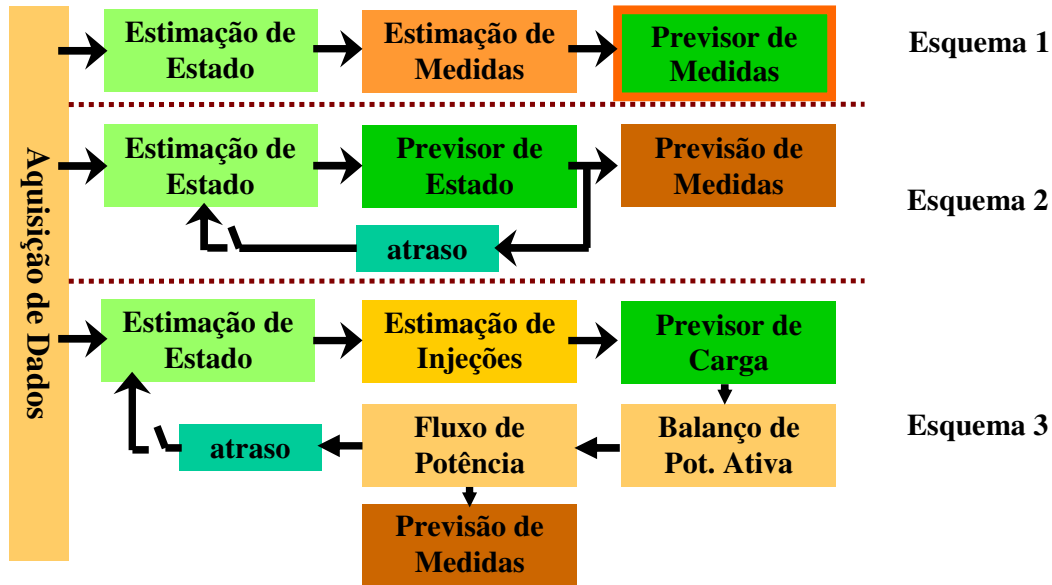 Aquisição de Dados
Estimação de
Estado
Estimação de
Medidas
Previsor de
Medidas
Esquema 1
Estimação de
Estado
Previsor de
Estado
Previsão de
Medidas
atraso
Esquema 2
Estimação de
Estado
Estimação de
Injeções
Previsor de
Carga
atraso
Fluxo de
Potência
Balanço de
Pot. Ativa
Esquema 3
Previsão de
Medidas